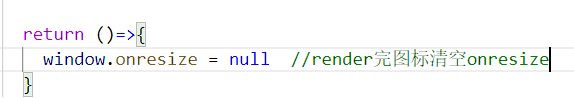 return ()=>{
window.onresize = null //render完图标清空onresize
}